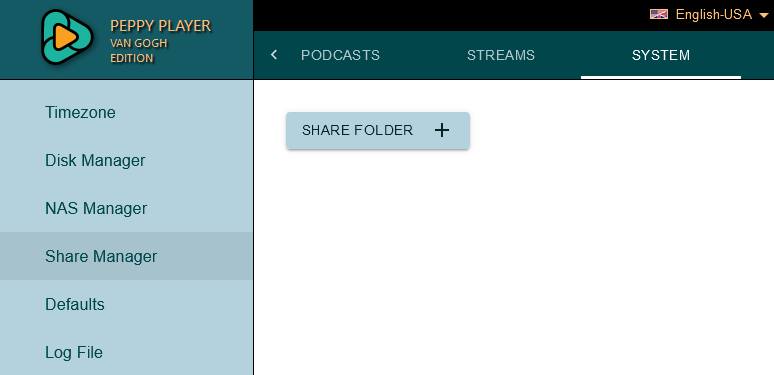 PEPPY PLAYER
VAN GOGH
EDITION
English-USA
PODCASTS
STREAMS
SYSTEM
Timezone
Disk Manager
NAS Manager
Share Manager
Defaults
Log File
SHARE FOLDER